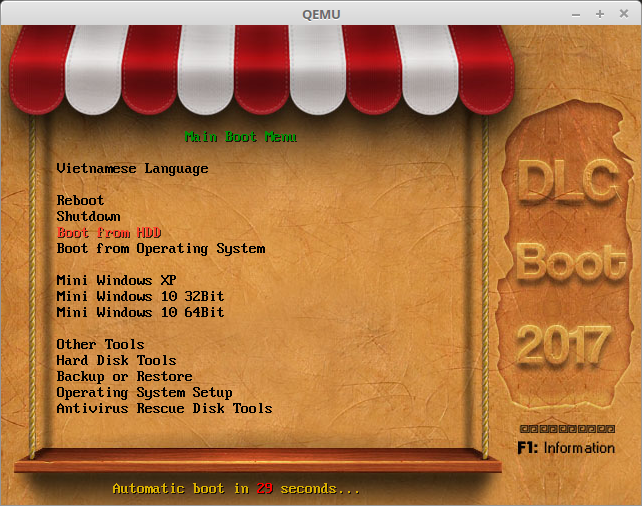 QEMU
Main Boot Menu
Vietnamese Language
Reboot
Shutdown
Boot from HDD
Boot from Operating System
Mini Windows XP
Mini Windows 10 32Bit
Mini Windows 10 64Bit
Other Tools
Hard Disk Tools
Backup or Restore
Operating System Setup
Antivirus Rescue Disk Tools
Automatic boot in 29 seconds...
DLC
Boot
2017
F1: Information